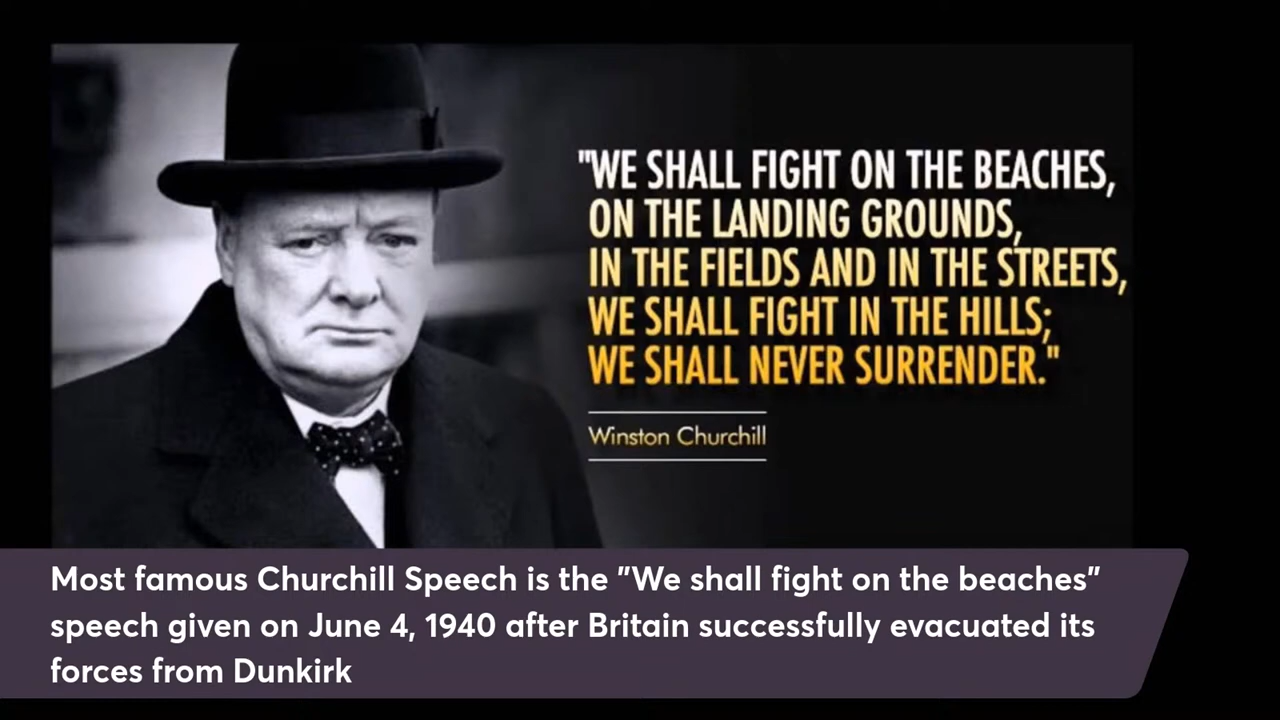 "WE SHALL FIGHT ON THE BEACHES,
ON THE LANDING GROUNDS,
IN THE FIELDS AND IN THE STREETS,
WE SHALL FIGHT IN THE HILLS;
WE SHALL NEVER SURRENDER."
Winston Churchill
Most famous Churchill Speech is the "We shall fight on the beaches"
speech given on June 4, 1940 after Britain successfully evacuated its
forces from Dunkirk